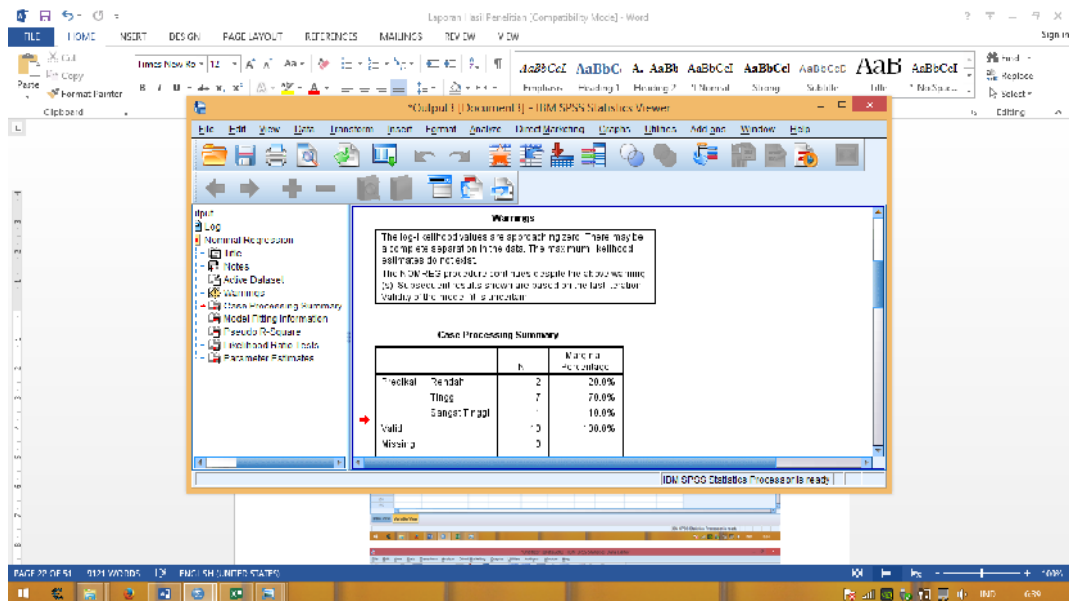 Laporan Hasil Penelitian [Compatibility Mode] - Word
FILE HOME INSERT DESIGN PAGE LAYOUT REFERENCES MAILINGS REVIEW VIEW
Sign in
Cut
Copy
Format Painter
Paste
Clipboard
Times New Ro 12
AaBbCcI AaBbC A. AaBb AaBbCcI AaBbCcI AaBbCcD AaB AaBbCcI
Emphasis Heading 1 Heading 2 Strong Subtitle Title
Find
Replace
Select
Editing
*Output3 [Document3] - IBM SPSS Statistics Viewer
File Edit View Data Transform Insert Format Analyze Direct Marketing Graphs Utilities Add-ons Window Help
Log
Nominal Regression
Title
Notes
Active Dataset
Warnings
Case Processing Summary
Model Fitting Information
Pseudo R-Square
Likelihood Ratio Tests
Parameter Estimates
Warnings
The log-likelihood values are approaching zero. There may be
a complete separation in the data. The maximum likelihood
estimates do not exist.
The NOMREG procedure continues despite the above warning
(s). Subsequent results shown are based on the last iteration.
Validity of the model fit is uncertain.
Case Processing Summary
N Marginal Percentage
Predikat Rendah 2 20.0%
Tinggi 7 70.0%
Sangat Tinggi 1 10.0%
Valid 10 100.0%
Missing 0
IBM SPSS Statistics Processor is ready
PAGE 22 OF 51 9121 WORDS ENGLISH (UNITED STATES)
100%
IND 6:39